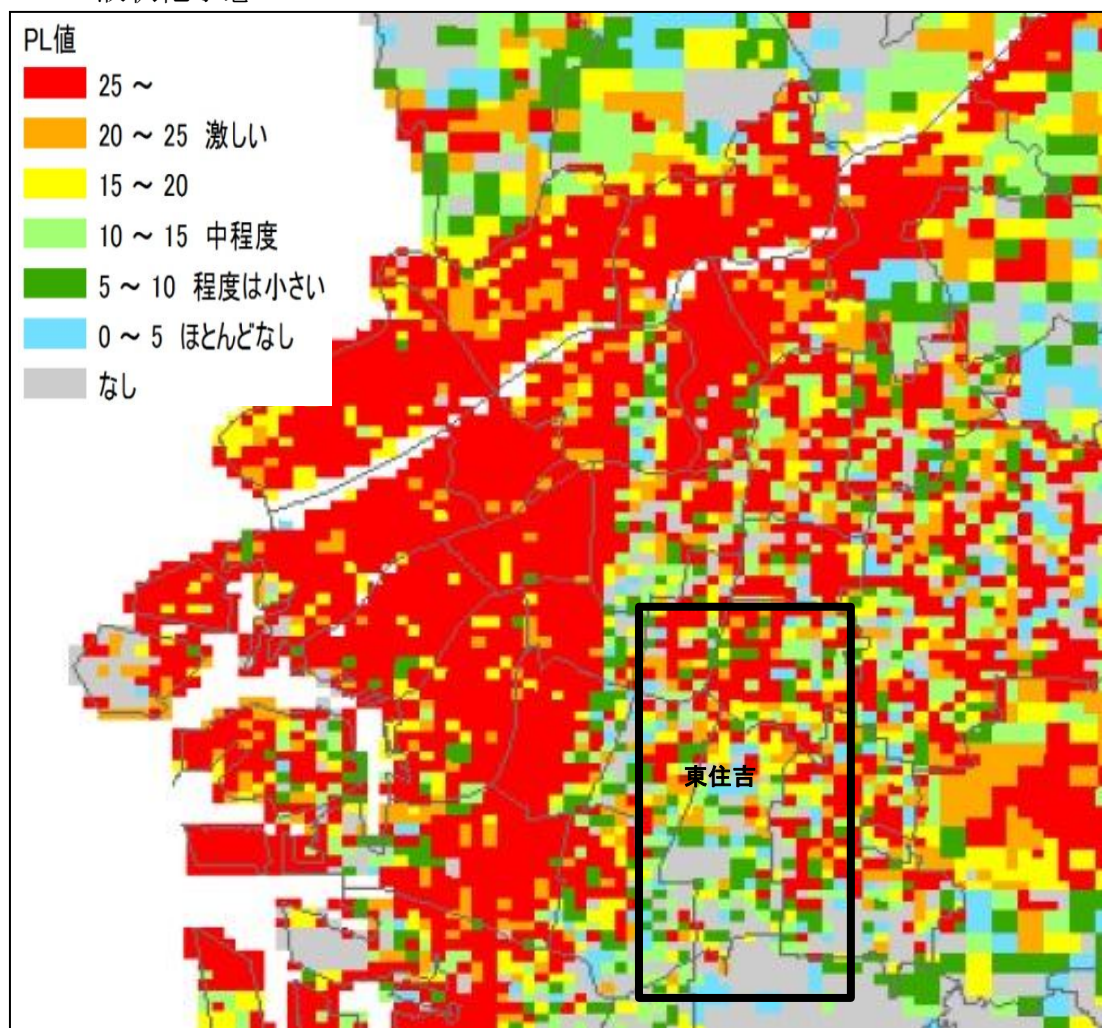 PL値
25 ～
20 ～ 25 激しい
15 ～ 20
10 ～ 15 中程度
5 ～ 10 程度は小さい
0 ～ 5 ほとんどなし
なし
東住吉